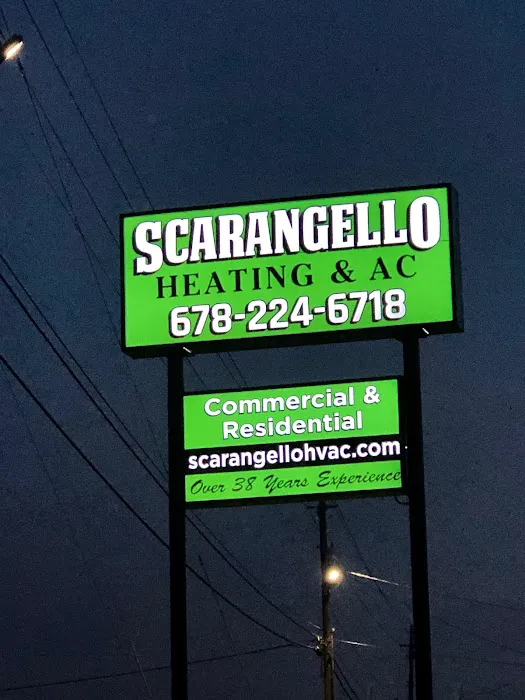 SCARANGELLO
HEATING & AC
678-224-6718
Commercial &
Residential
scarangellohvac.com
Over 38 Years Experience